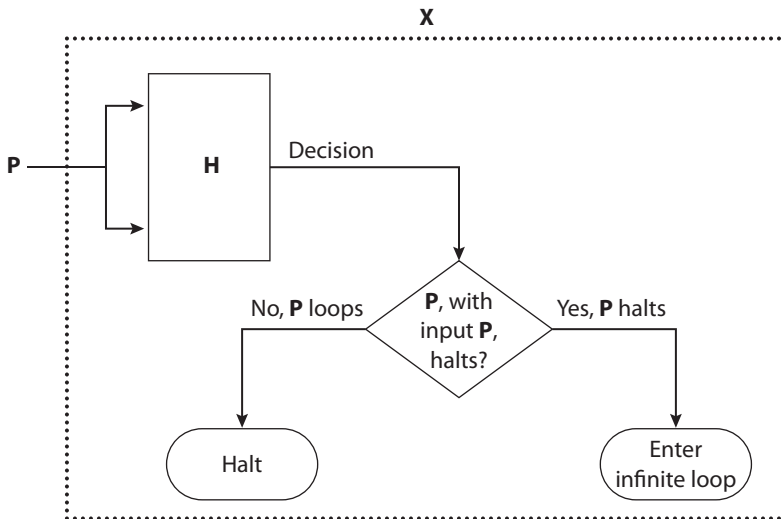 X
P
H
Decision
No, P loops
P, with
input P,
halts?
Yes, P halts
Halt
Enter
infinite loop